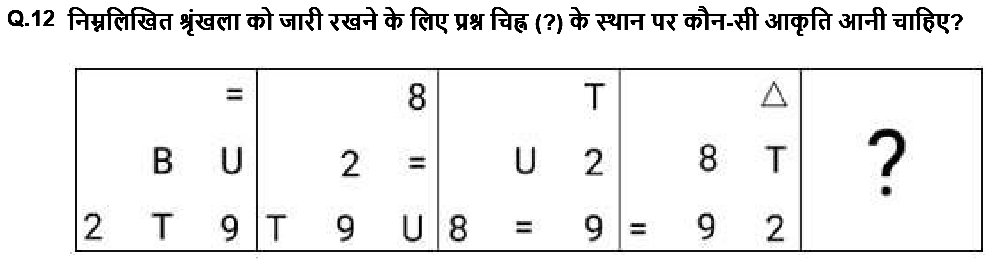 Q.12 निम्नलिखित श्रृंखला को जारी रखने के लिए प्रश्न चिह्न (?) के स्थान पर कौन-सी आकृति आनी चाहिए?
= 8 T △
B U 2 = U 2 8 T ?
2 T 9 T 9 U 8 = 9 = 9 2